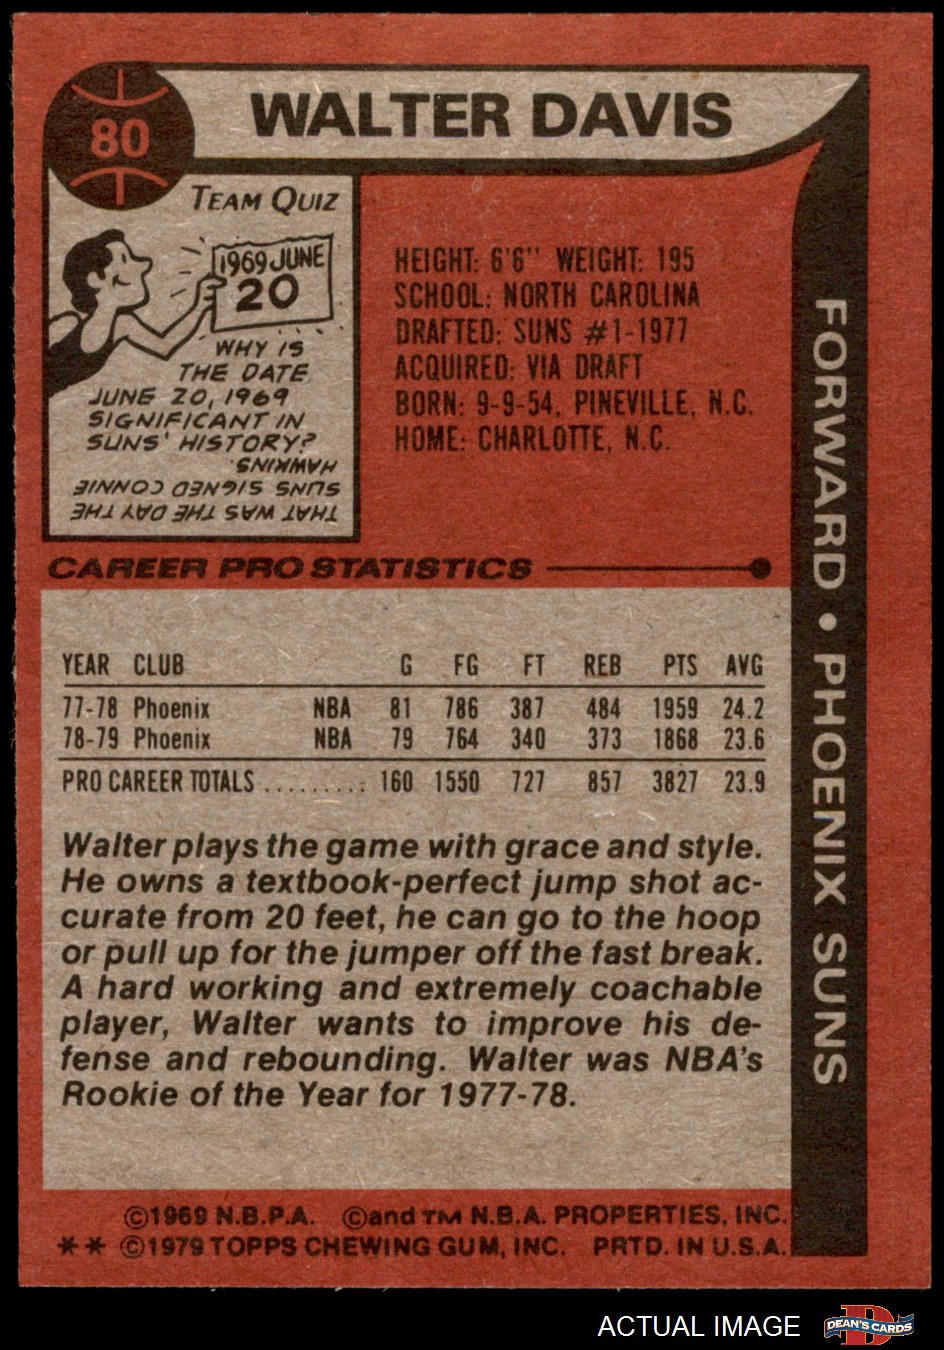 80
WALTER DAVIS
TEAM QUIZ
1969 JUNE
20
WHY IS
THE DATE
JUNE 20, 1969
SIGNIFICANT IN
SUNS' HISTORY?
THAT WAS THE DAY THE
SUNS SIGNED CONNIE
HAWKINS.
HEIGHT: 6'6" WEIGHT: 195
SCHOOL: NORTH CAROLINA
DRAFTED: SUNS #1-1977
ACQUIRED: VIA DRAFT
BORN: 9-9-54, PINEVILLE, N.C.
HOME: CHARLOTTE, N.C.
FORWARD • PHOENIX SUNS
CAREER PRO STATISTICS
YEAR CLUB G FG FT REB PTS AVG
77-78 Phoenix NBA 81 786 387 484 1959 24.2
78-79 Phoenix NBA 79 764 340 373 1868 23.6
PRO CAREER TOTALS ......... 160 1550 727 857 3827 23.9
Walter plays the game with grace and style.
He owns a textbook-perfect jump shot ac-
curate from 20 feet, he can go to the hoop
or pull up for the jumper off the fast break.
A hard working and extremely coachable
player, Walter wants to improve his de-
fense and rebounding. Walter was NBA's
Rookie of the Year for 1977-78.
©1969 N.B.P.A. ©and TM N.B.A. PROPERTIES, INC.
** ©1979 TOPPS CHEWING GUM, INC. PRTD. IN U.S.A.
ACTUAL IMAGE
DEAN'S CARDS